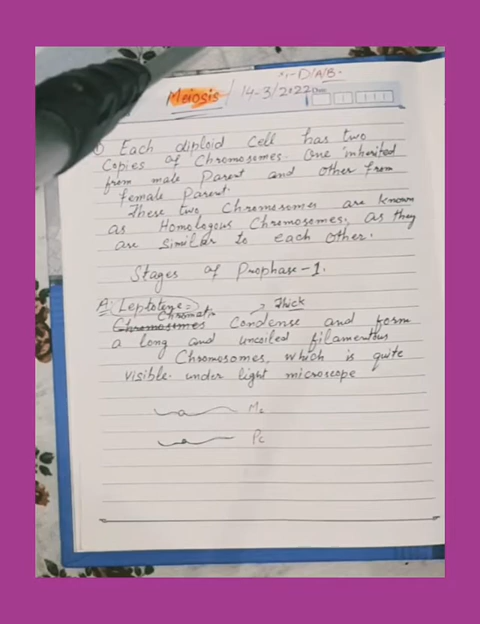 D/A/B.
Meiosis 14-3/2022
Each diploid Cell has two
Copies of Chromosomes. One inherited
from male Parent and other from
female Parent.
These two Chromosomes are known
as Homologous Chromosomes, as they
are Similar to each other.
Stages of Prophase-1.
A. Leptotene:- → Thick
Chromatin
Chromosomes Condense and form
a long and uncoiled filamentous
Chromosomes, which is quite
visible under light microscope
Mc
Pc